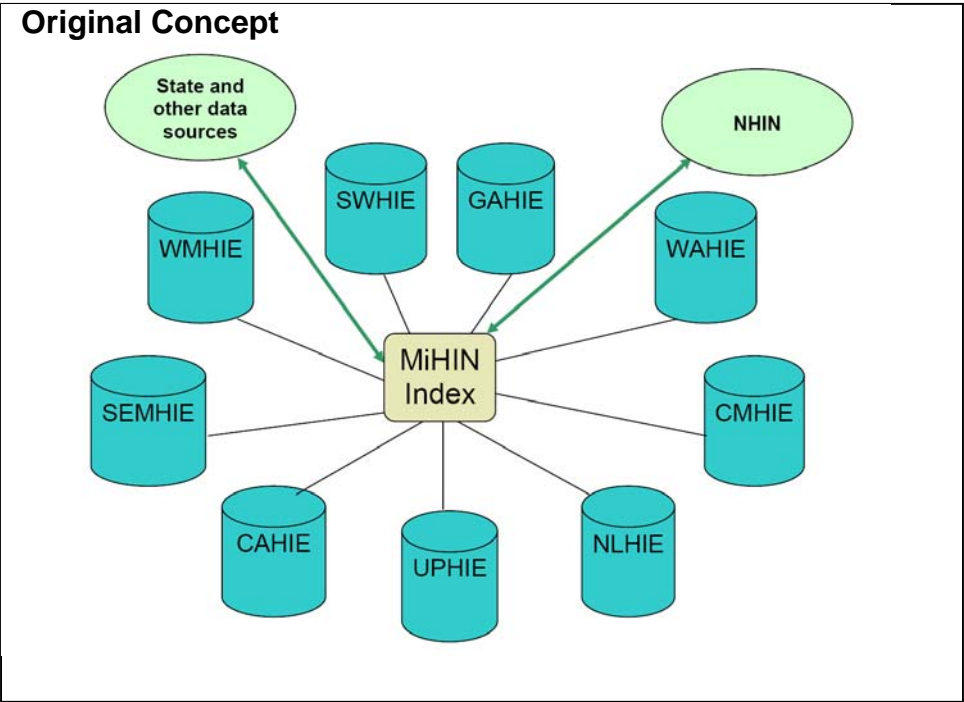 Original Concept
State and
other data
sources
NHIN
SWHIE
GAHIE
WMHIE
WAHIE
MiHIN
Index
SEMHIE
CMHIE
CAHIE
UPHIE
NLHIE